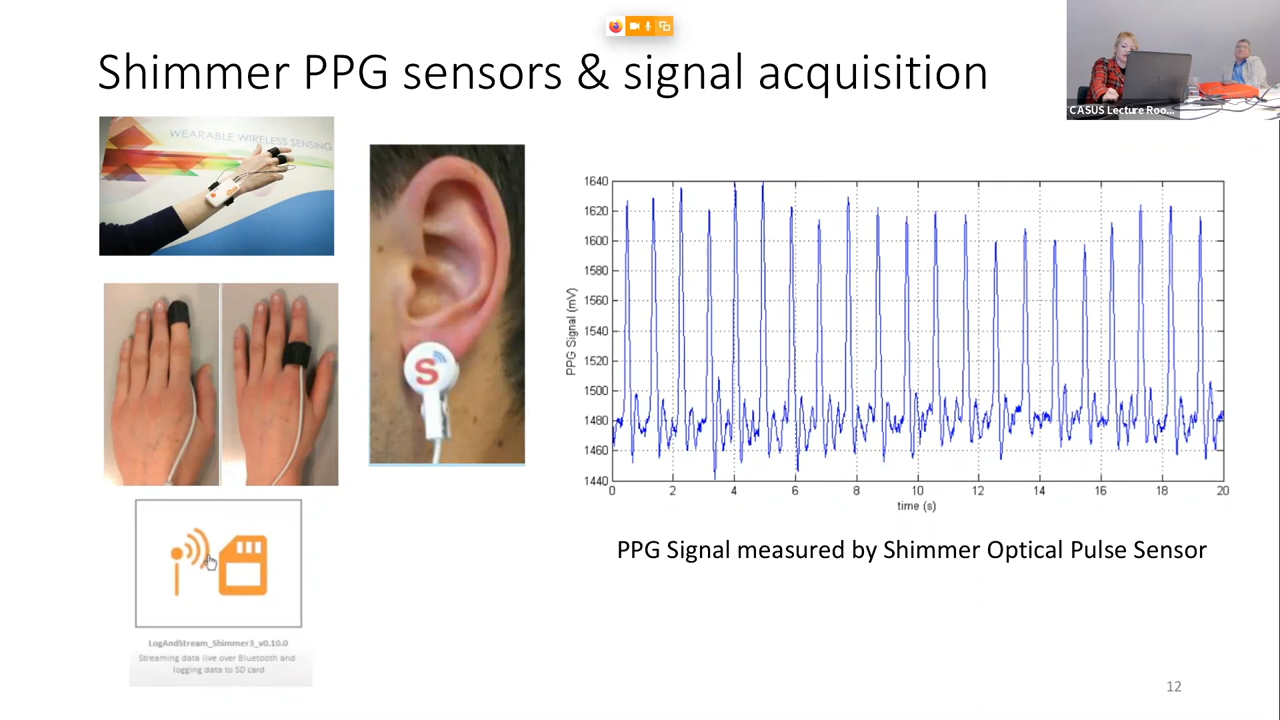 Shimmer PPG sensors & signal acquisition
CASUS Lecture Roo...
WEARABLE WIRELESS SENSING
S
PPG Signal (mV)
1640
1620
1600
1580
1560
1540
1520
1500
1480
1460
1440
0 2 4 6 8 10 12 14 16 18 20
time (s)
PPG Signal measured by Shimmer Optical Pulse Sensor
LogAndStream_Shimmer3_v0.10.0
Streaming data live over Bluetooth and
logging data to SD card
12